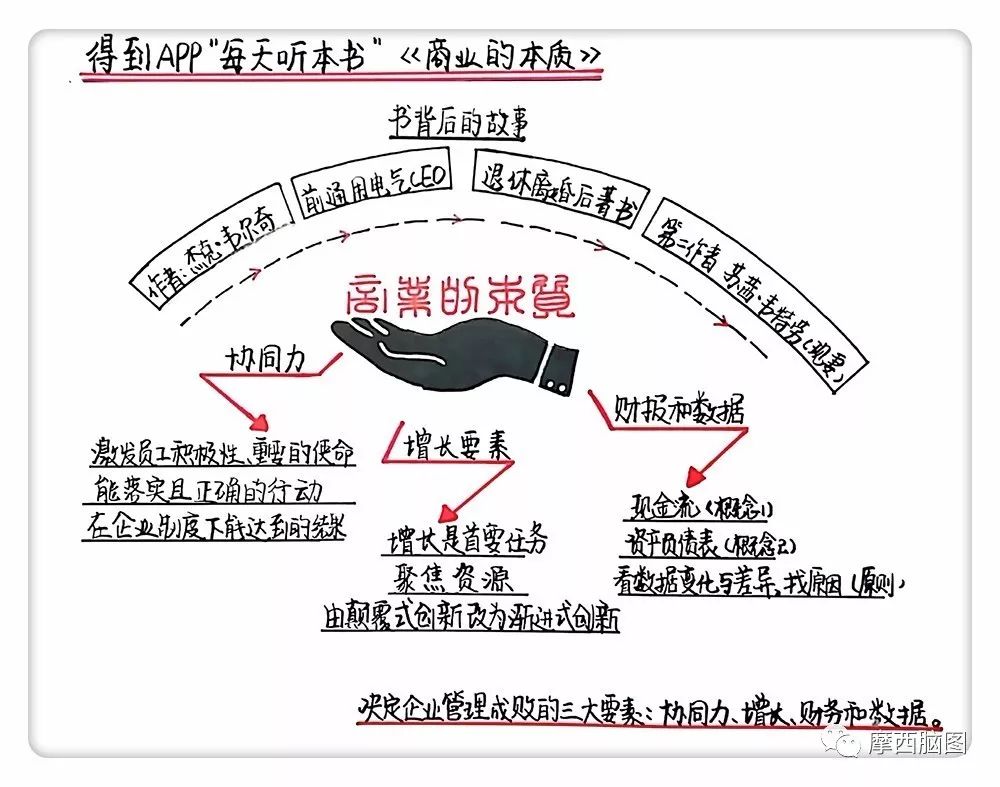 得到APP“每天听本书”《商业的本质》
书背后的故事
作者:杰克·韦尔奇
前通用电气CEO
退休离婚后著书
第二作者 苏茜·韦特劳(现妻)
商业的本质
协同力
激发员工积极性、重要的使命
能落实且正确的行动
在企业制度下能达到的结果
增长要素
增长是首要任务
聚焦资源
由颠覆式创新改为渐进式创新
财报和数据
现金流(概念1)
资产负债表(概念2)
看数据变化与差异,找原因(原则)
决定企业管理成败的三大要素:协同力、增长、财务和数据。
摩西脑图